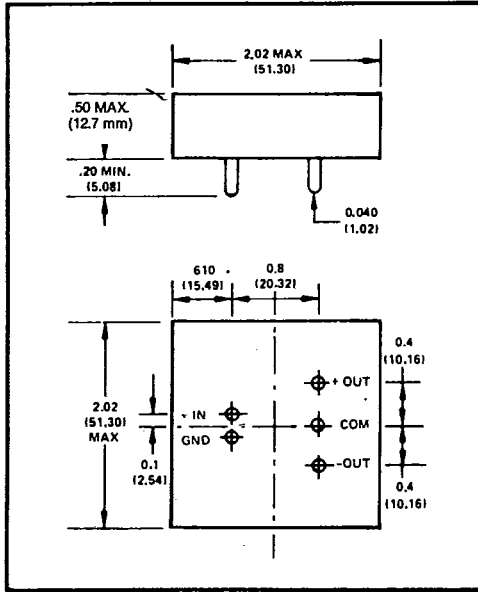 2.02 MAX
(51.30)
.50 MAX.
(12.7 mm)
.20 MIN.
(5.08)
0.040
(1.02)
610
(15.49)
0.8
(20.32)
0.4
(10.16)
+ OUT
2.02
(51,30)
MAX
- IN
COM
GND
0.1
(2.54)
-OUT
0.4
(10.16)